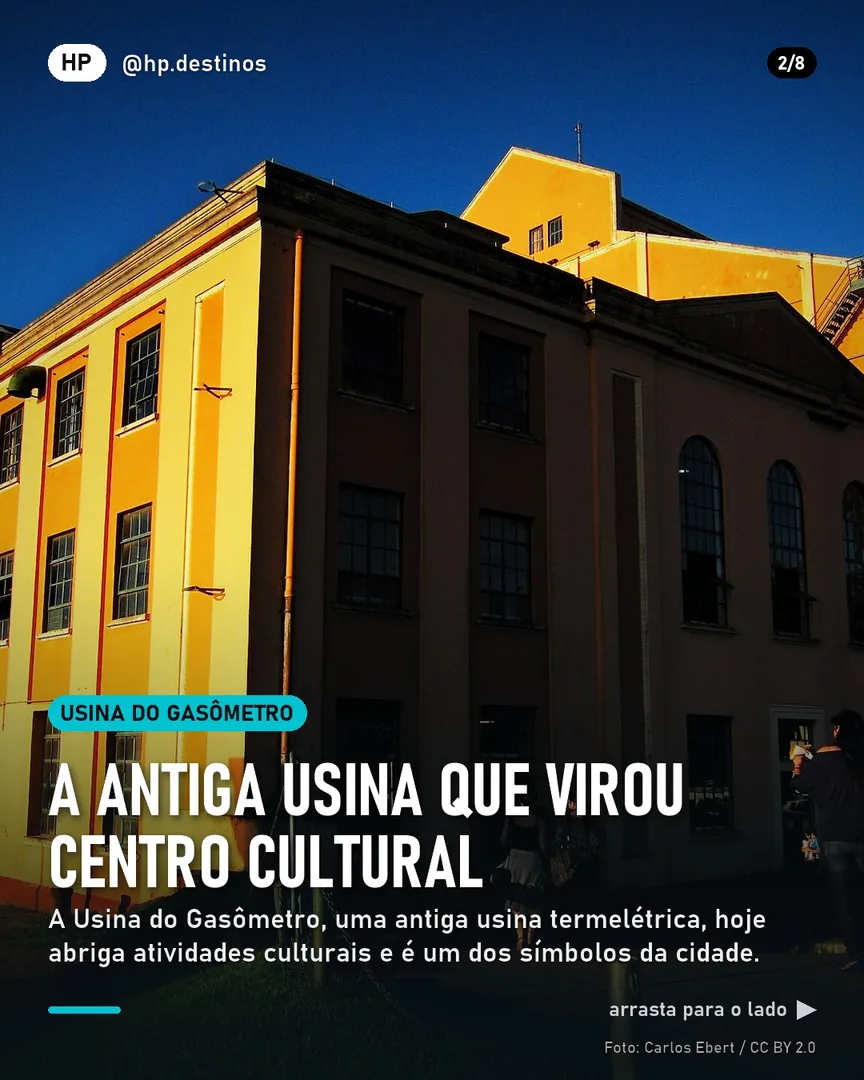 HP @hp.destinos 2/8
USINA DO GASÔMETRO
A ANTIGA USINA QUE VIROU
CENTRO CULTURAL
A Usina do Gasômetro, uma antiga usina termelétrica, hoje
abriga atividades culturais e é um dos símbolos da cidade.
arrasta para o lado ▶
Foto: Carlos Ebert / CC BY 2.0